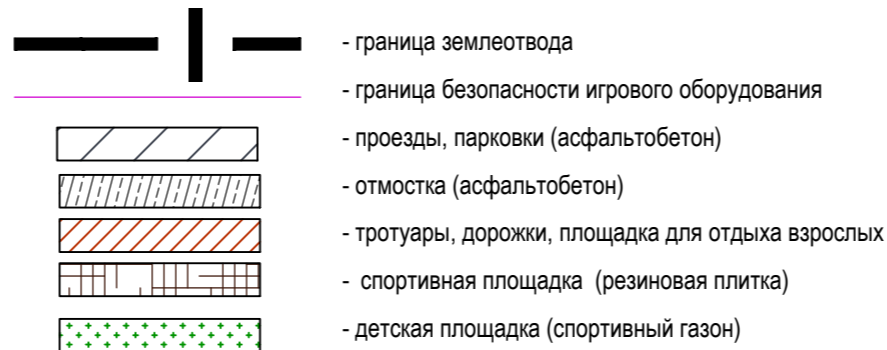 - граница землеотвода
- граница безопасности игрового оборудования
- проезды, парковки (асфальтобетон)
- отмостка (асфальтобетон)
- тротуары, дорожки, площадка для отдыха взрослых
- спортивная площадка (резиновая плитка)
- детская площадка (спортивный газон)